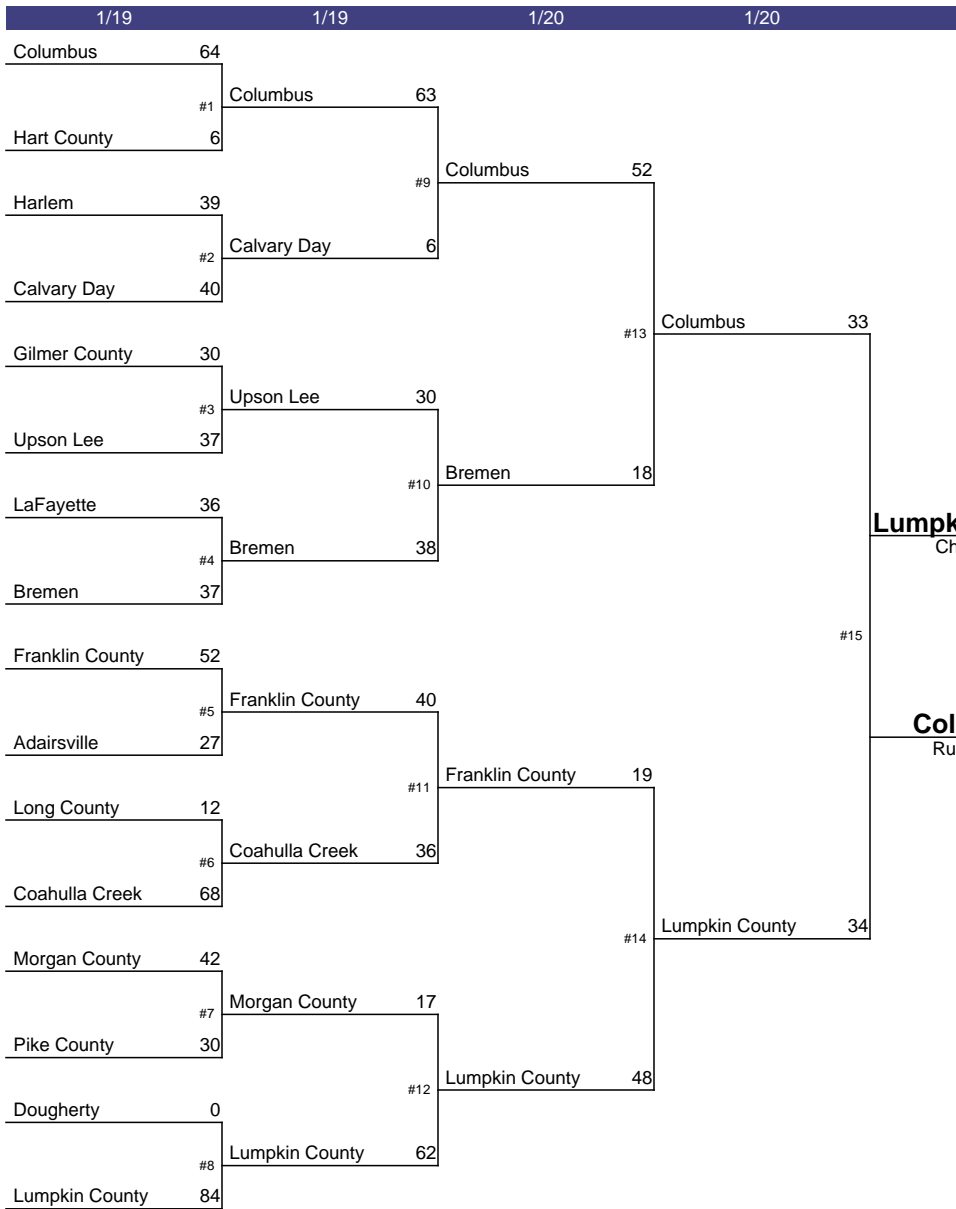 1/19 1/19 1/20 1/20
Columbus 64
#1 Columbus 63
Hart County 6
#9 Columbus 52
Harlem 39
#2 Calvary Day 6
Calvary Day 40
#13 Columbus 33
Gilmer County 30
#3 Upson Lee 30
Upson Lee 37
#10 Bremen 18
LaFayette 36
#4 Bremen 38
Bremen 37
Lumpk
Ch
#15
Franklin County 52
#5 Franklin County 40
Adairsville 27
Col
Ru
#11 Franklin County 19
Long County 12
#6 Coahulla Creek 36
Coahulla Creek 68
#14 Lumpkin County 34
Morgan County 42
#7 Morgan County 17
Pike County 30
#12 Lumpkin County 48
Dougherty 0
#8 Lumpkin County 62
Lumpkin County 84